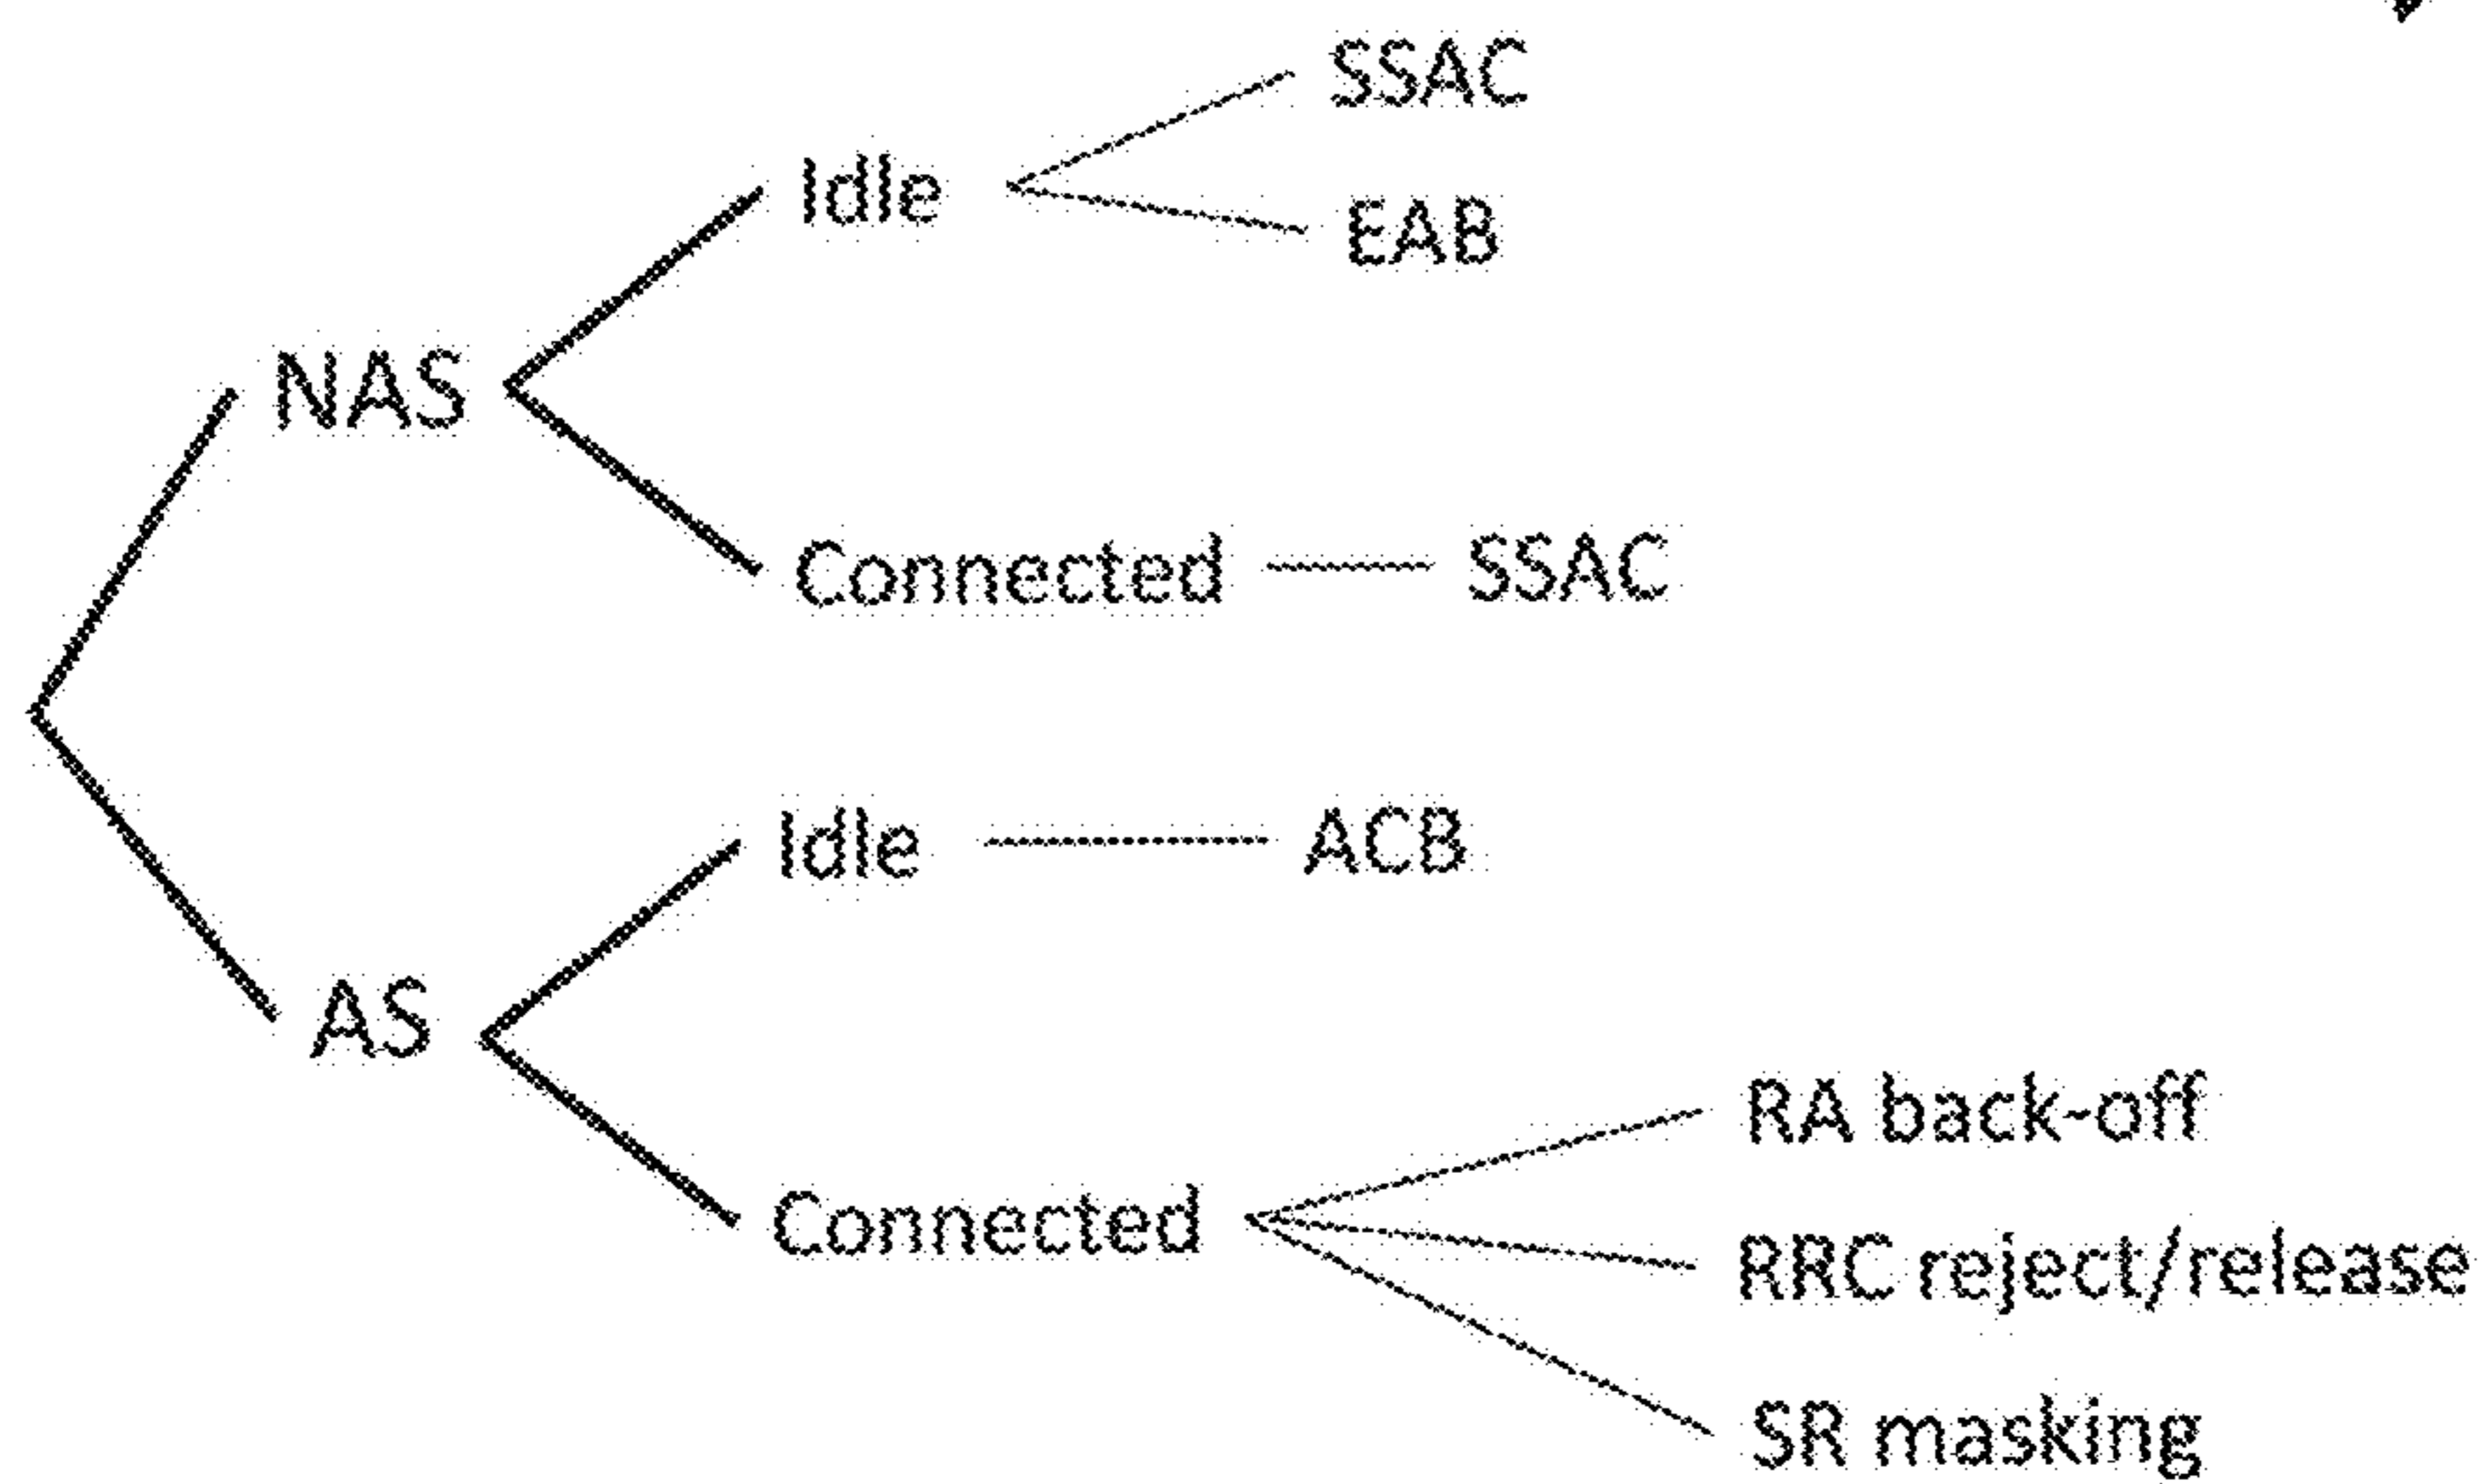 SSAC
Idle
EAB
NAS
Connected
SSAC
Idle
ACB
AS
RA back-off
Connected
RRC reject/release
SR masking